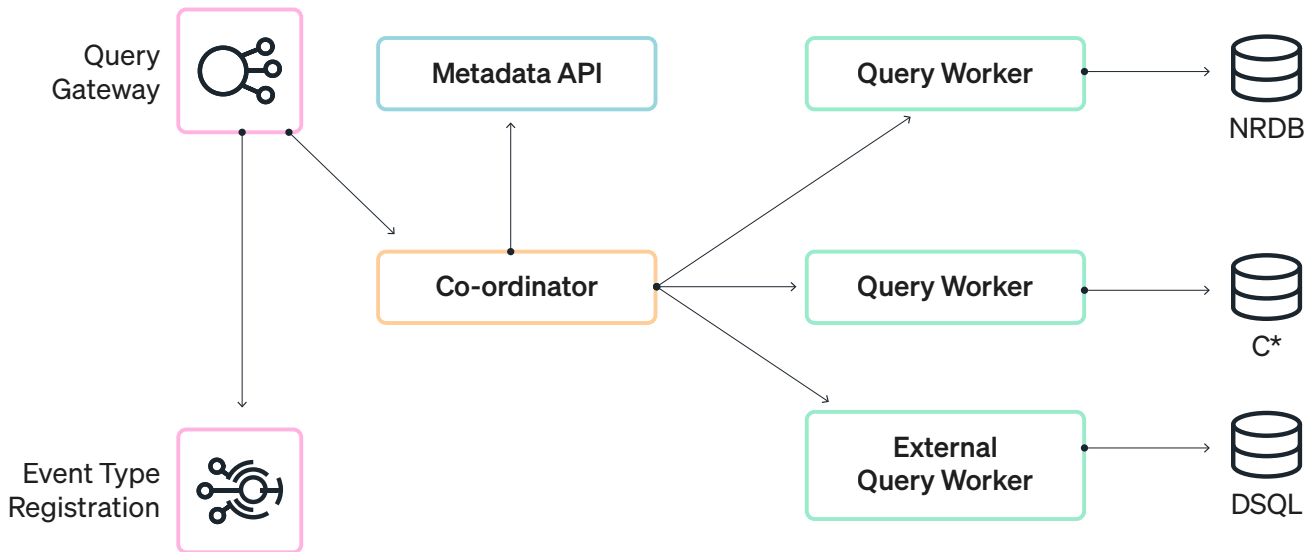 Query
Gateway
Metadata API
Query Worker
NRDB
Co-ordinator
Query Worker
C*
Event Type
Registration
External
Query Worker
DSQL